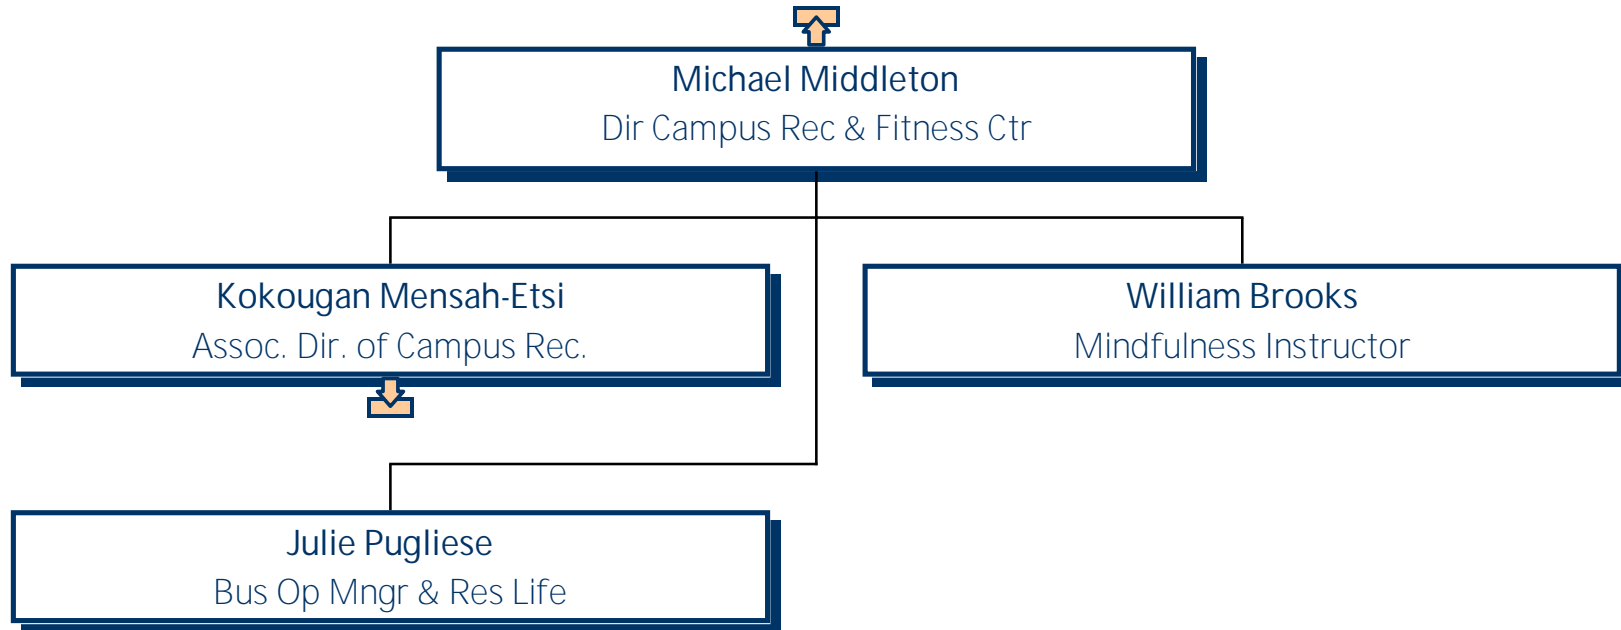 Michael Middleton
Dir Campus Rec & Fitness Ctr
Kokougan Mensah-Etsi
Assoc. Dir. of Campus Rec.
William Brooks
Mindfulness Instructor
Julie Pugliese
Bus Op Mngr & Res Life